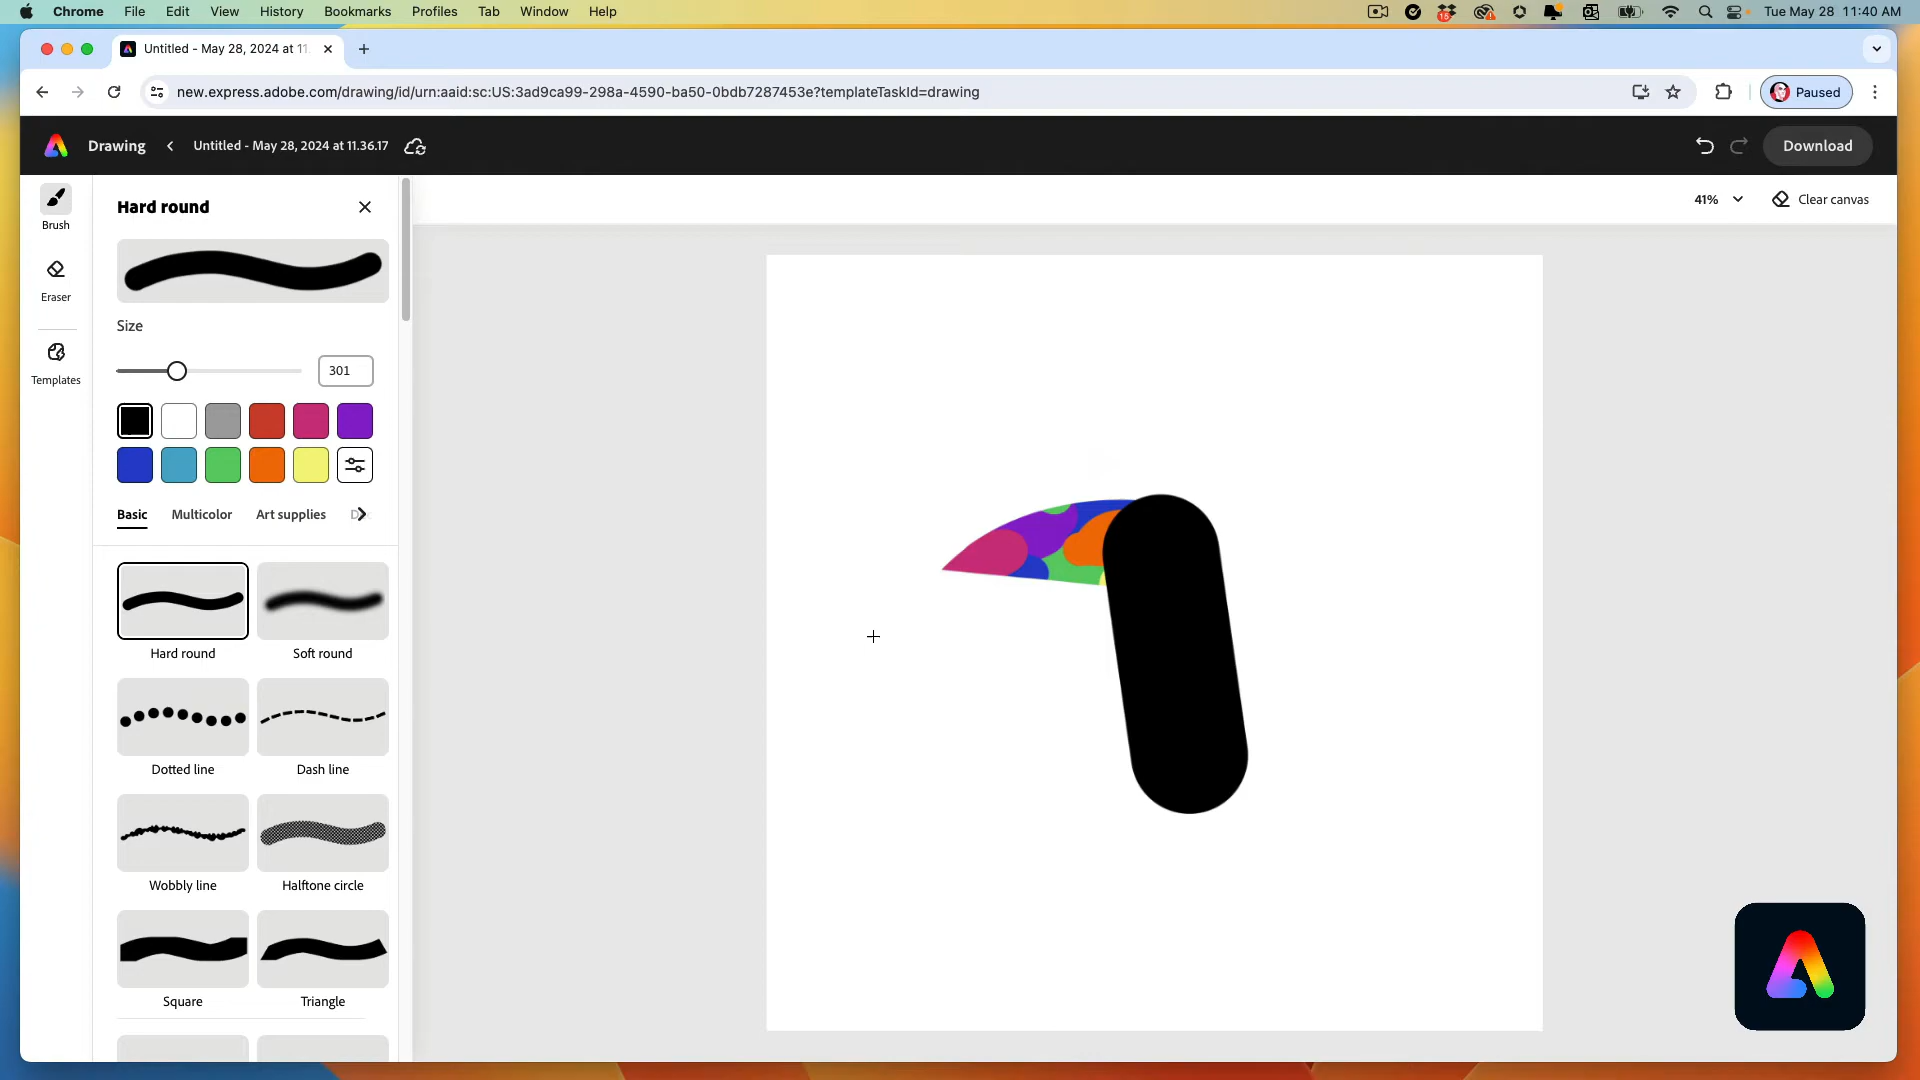 Chrome File Edit View History Bookmarks Profiles Tab Window Help
18
Tue May 28 11:40 AM
Untitled - May 28, 2024 at 11
new.express.adobe.com/drawing/id/urn:aaid:sc:US:3ad9ca99-298a-4590-ba50-0bdb7287453e?templateTaskId=drawing
Paused
Drawing
Untitled - May 28, 2024 at 11.36.17
Download
Brush
Eraser
Templates
Hard round
41%
Clear canvas
Size
301
Basic Multicolor Art supplies
Hard round
Soft round
Dotted line
Dash line
Wobbly line
Halftone circle
Square
Triangle